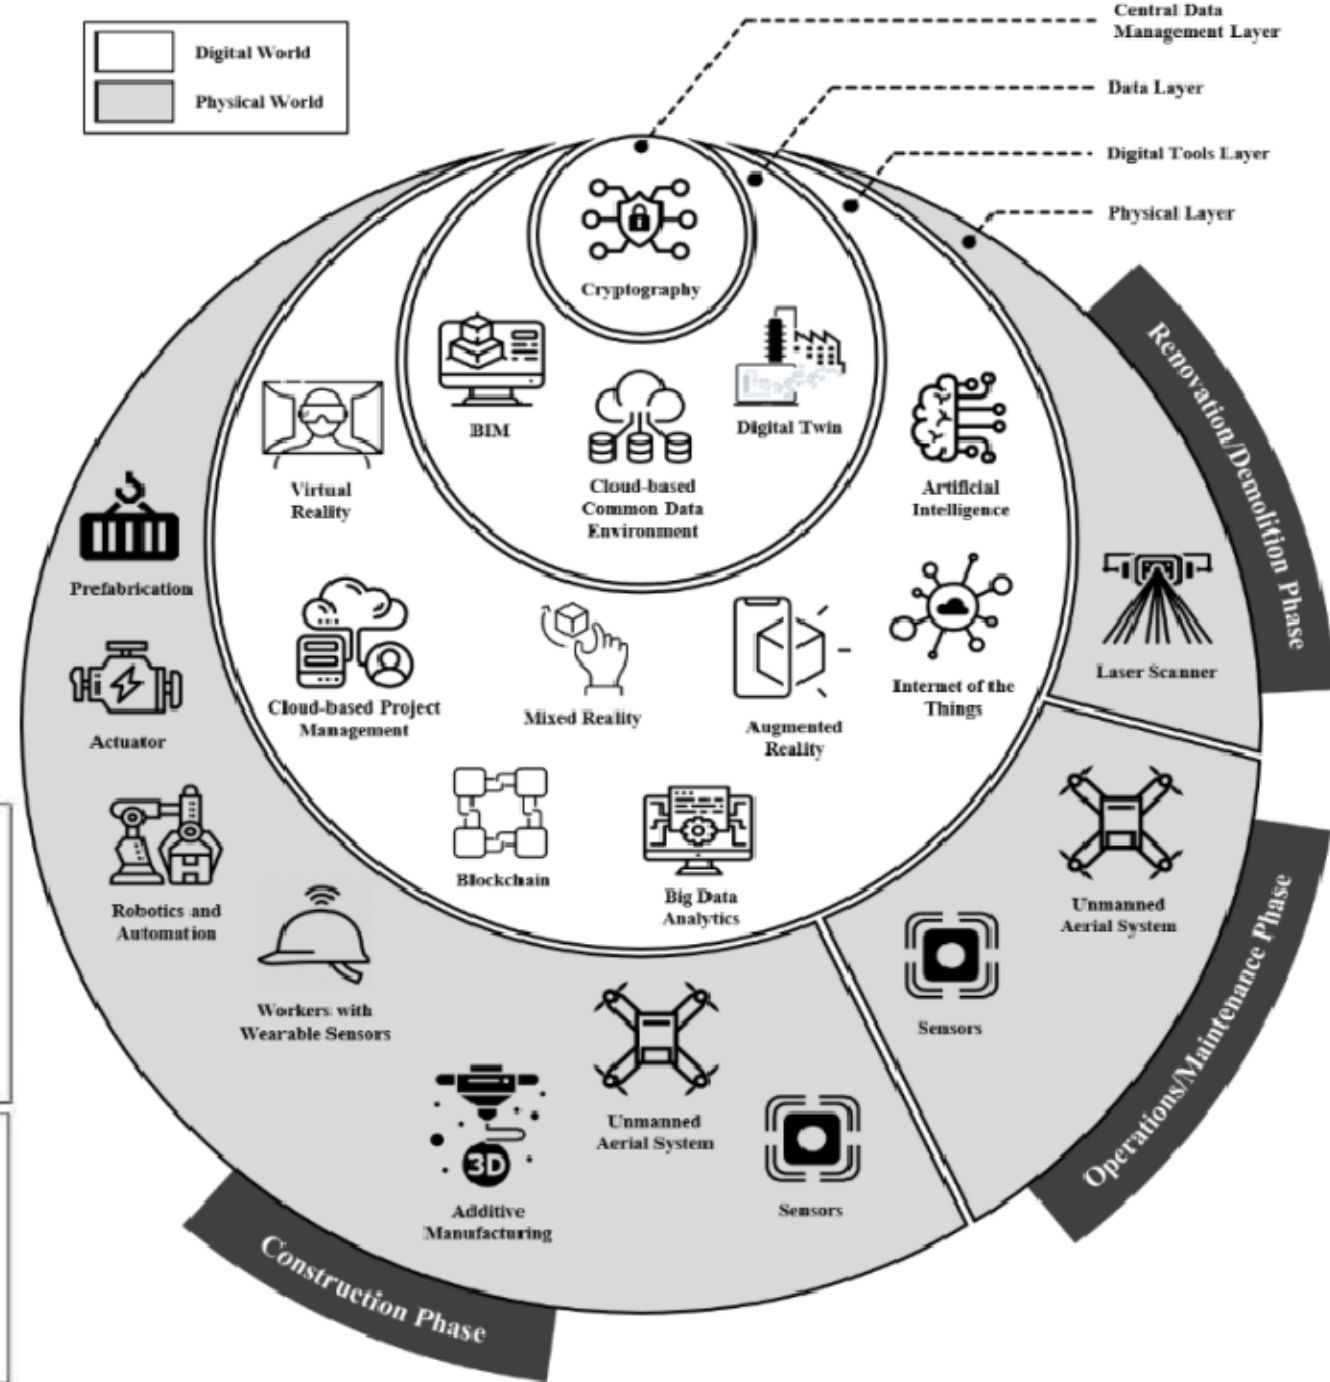 Digital World
Physical World
Central Data
Management Layer
Data Layer
Digital Tools Layer
Physical Layer
Cryptography
BIM
Cloud-based
Common Data
Environment
Digital Twin
Virtual
Reality
Artificial
Intelligence
Cloud-based Project
Management
Mixed Reality
Augmented
Reality
Internet of the
Things
Blockchain
Big Data
Analytics
Prefabrication
Actuator
Robotics and
Automation
Workers with
Wearable Sensors
3D
Additive
Manufacturing
Unmanned
Aerial System
Sensors
Sensors
Unmanned
Aerial System
Laser Scanner
Renovation/Demolition Phase
Operations/Maintenance Phase
Construction Phase